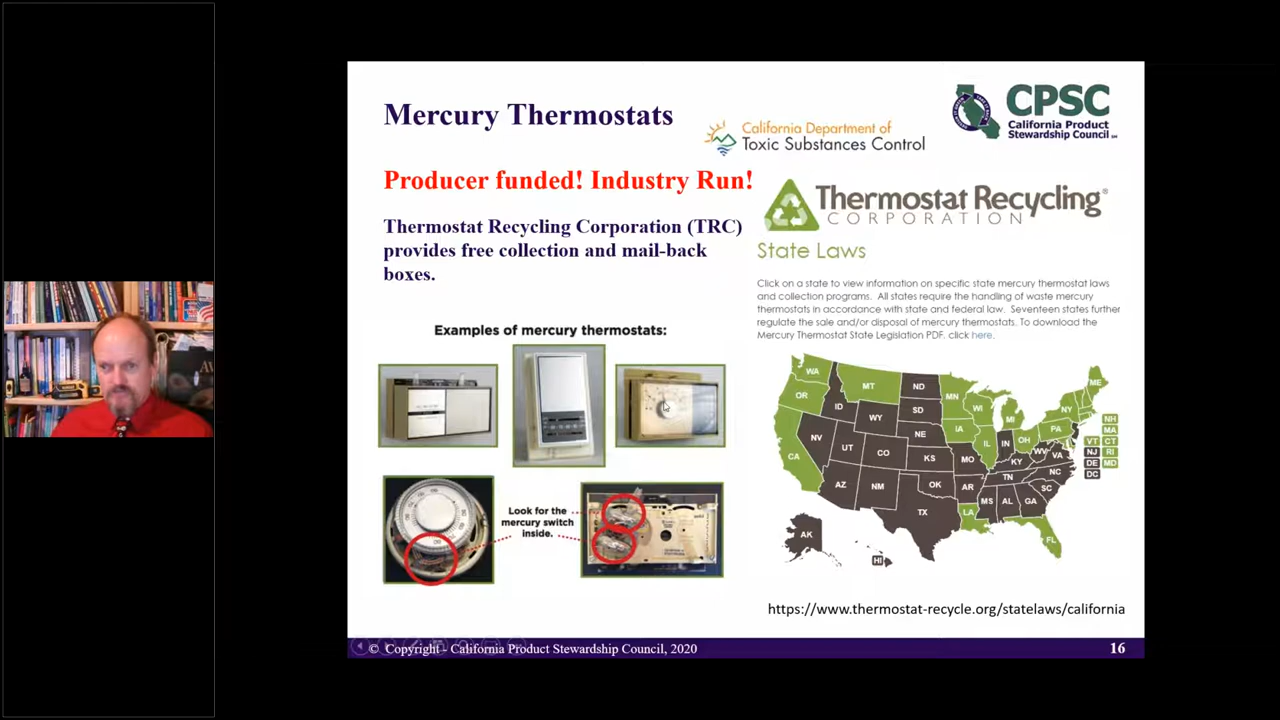 Mercury Thermostats
California Department of
Toxic Substances Control
CPSC
California Product
Stewardship Council
SM
Producer funded! Industry Run!
Thermostat Recycling®
CORPORATION
Thermostat Recycling Corporation (TRC)
provides free collection and mail-back
boxes.
State Laws
Click on a state to view information on specific state mercury thermostat laws
and collection programs. All states require the handling of waste mercury
thermostats in accordance with state and federal law. Seventeen states further
regulate the sale and/or disposal of mercury thermostats. To download the
Mercury Thermostat State Legislation PDF, click here.
Examples of mercury thermostats:
Look for the
mercury switch
inside.
WA
MT
ND
MN
ME
OR
ID
SD
WI
MI
NY
WY
IA
NH
NV
NE
IL
IN
OH
PA
MA
UT
CO
KS
MO
WV
VA
VT
CT
CA
KY
NJ
RI
AZ
NM
OK
AR
TN
NC
DE
MD
SC
DC
TX
MS
AL
GA
LA
AK
FL
HI
https://www.thermostat-recycle.org/statelaws/california
© Copyright - California Product Stewardship Council, 2020
16